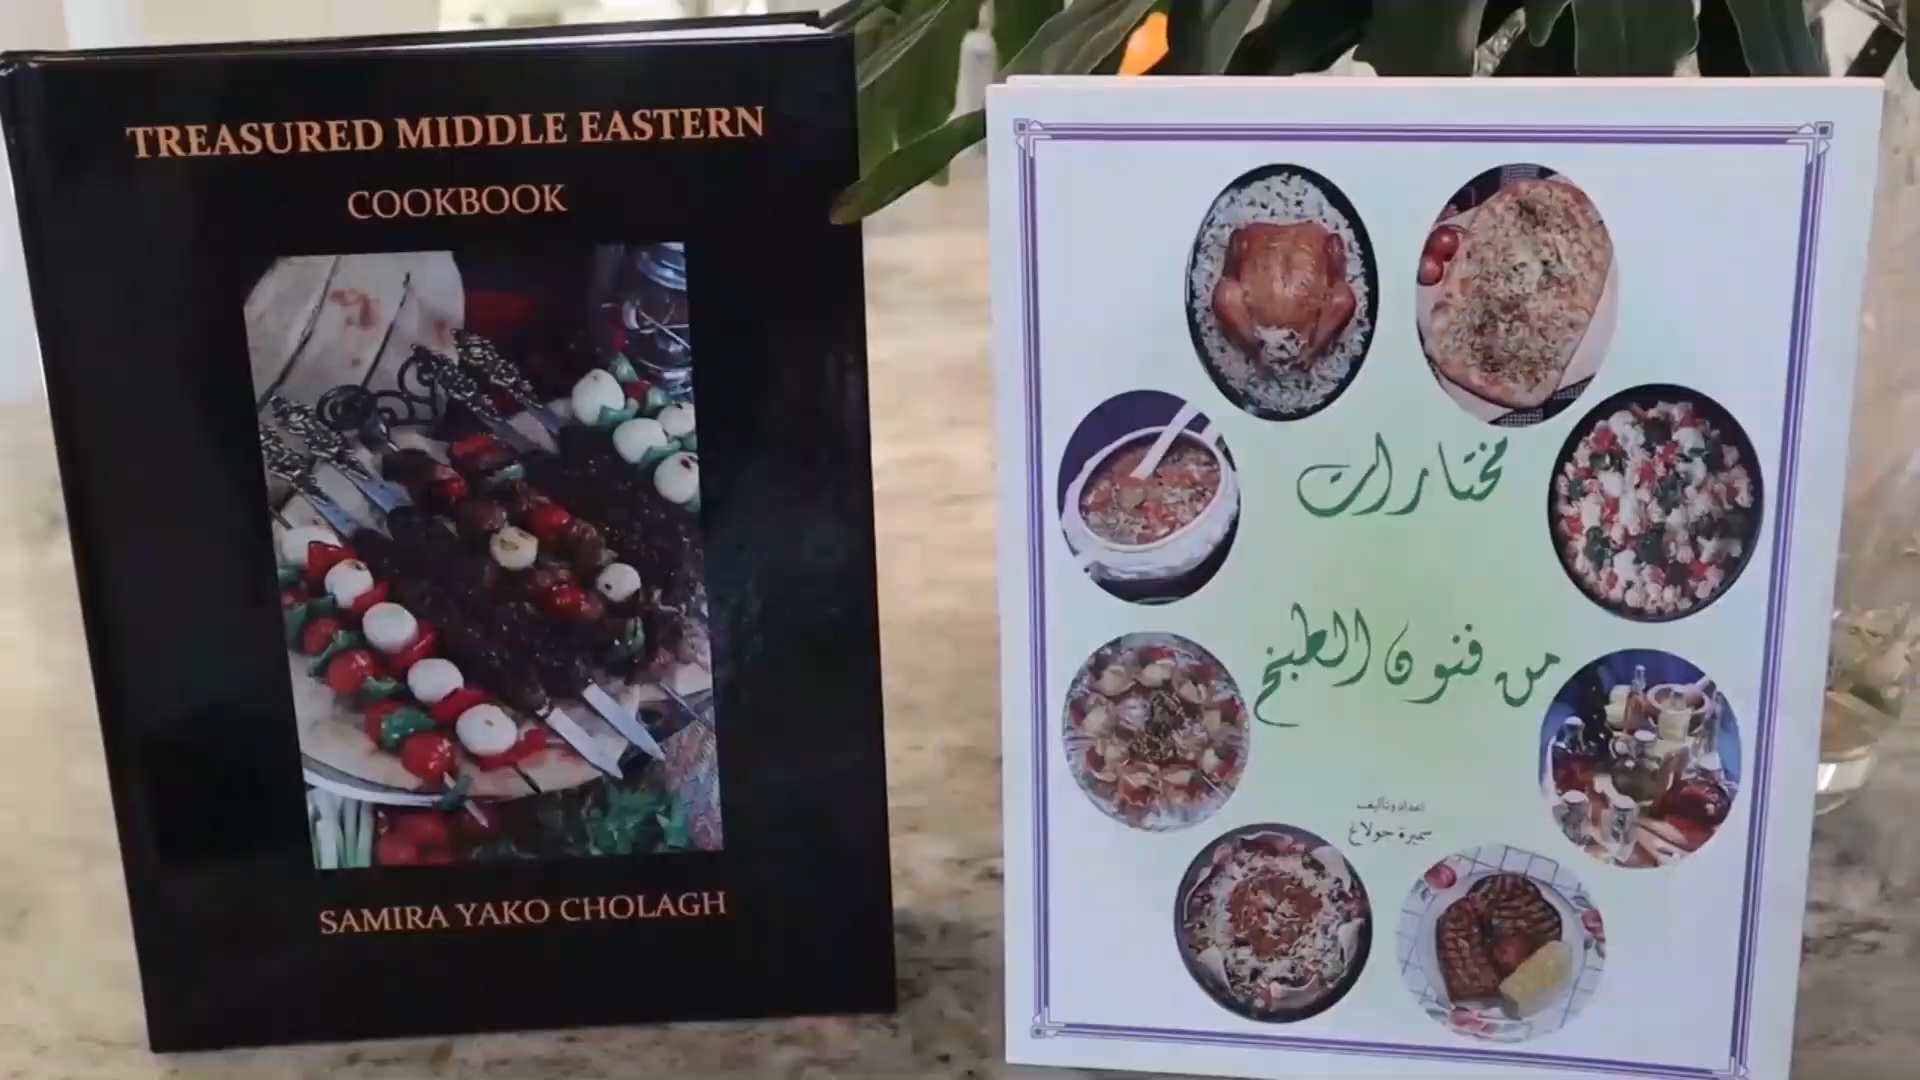 TREASURED MIDDLE EASTERN
COOKBOOK
SAMIRA YAKO CHOLAGH
مختارات
من فنون الطبخ
اعداد وتأليف
سميرة جولاغ